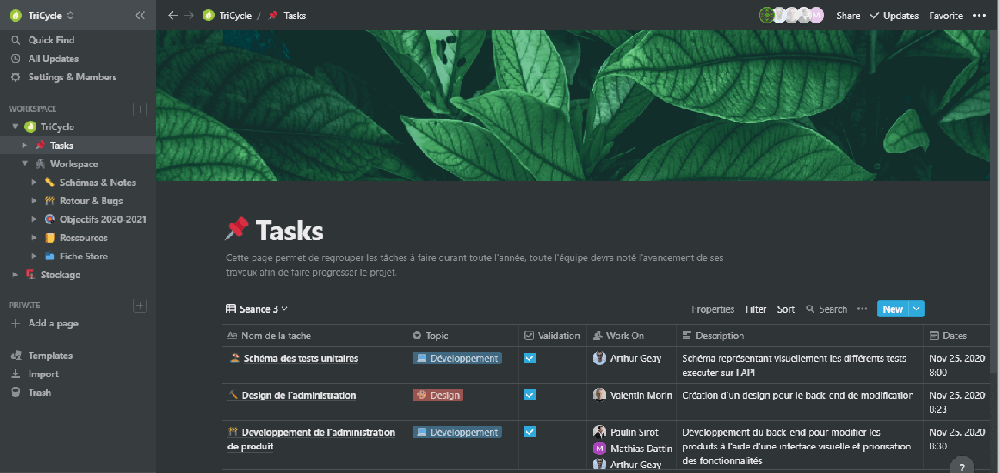 TriCycle
TriCycle / Tasks
M
Share
Updates
Favorite
Quick Find
All Updates
Settings & Members
WORKSPACE
TriCycle
Tasks
Workspace
Schémas & Notes
Retour & Bugs
Objectifs 2020-2021
Ressources
Fiche Store
Stockage
PRIVATE
Add a page
Templates
Import
Trash
Tasks
Cette page permet de regrouper les tâches à faire durant toute l'année, toute l'équipe devra noté l'avancement de ses
travaux afin de faire progresser le projet.
Seance 3
Properties
Filter
Sort
Search
New
Aa Nom de la tache
Topic
Validation
Work On
Description
Dates
Schéma des tests unitaires
Développement
Arthur Geay
Schéma représentant visuellement les différents tests
executer sur l'API
Nov 25, 2020
8:00
Design de l'administration
Design
Valentin Morin
Création d'un design pour le back-end de modification
Nov 25, 2020
8:23
Developpement de l'administration
de produit
Développement
Paulin Sirot
M Mathias Dattin
Arthur Geay
Développement du back-end pour modifier les
produits à l'aide d'une interface visuelle et priorisation
des fonctionnalités
Nov 25, 2020
8:30
?